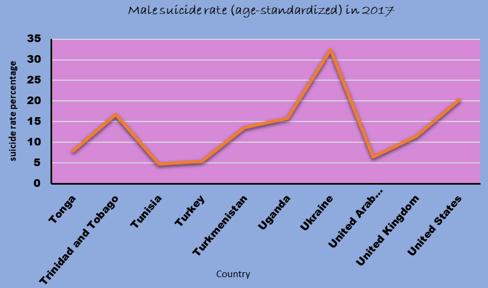 Male suicide rate (age-standardized) in 2017
suicide rate percentage
35
30
25
20
15
10
5
0
Tonga
Trinidad and Tobago
Tunisia
Turkey
Turkmenistan
Uganda
Ukraine
United Arab...
United Kingdom
United States
Country